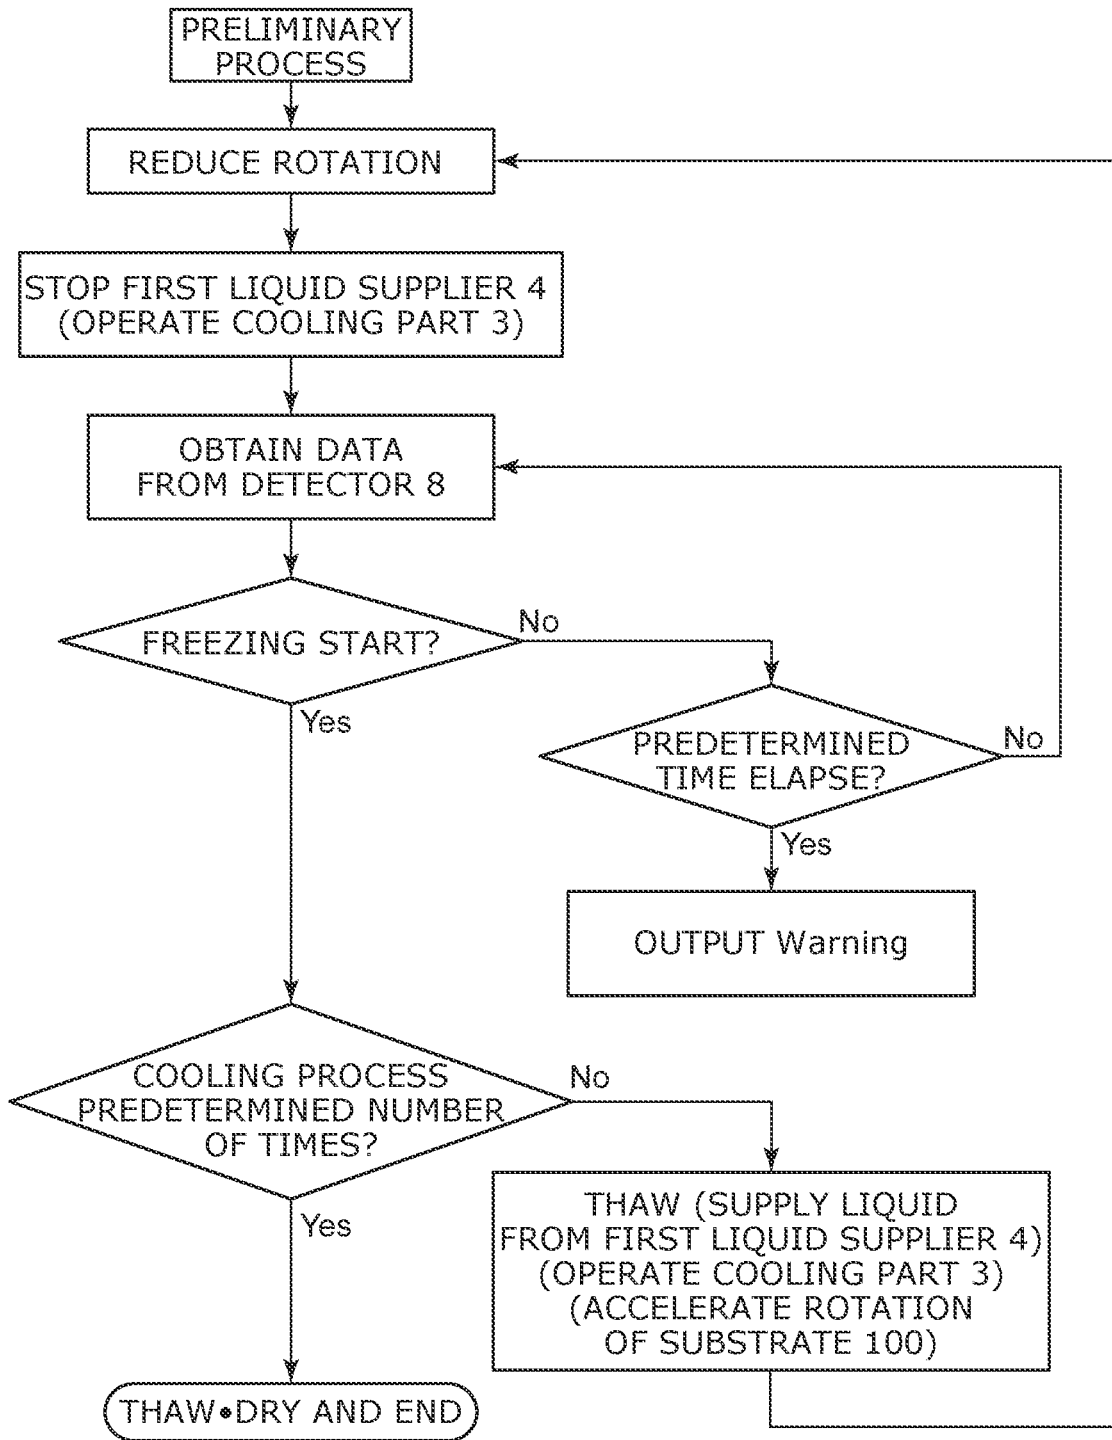 PRELIMINARY
PROCESS
REDUCE ROTATION
STOP FIRST LIQUID SUPPLIER 4
(OPERATE COOLING PART 3)
OBTAIN DATA
FROM DETECTOR 8
FREEZING START?
No
Yes
PREDETERMINED
TIME ELAPSE?
No
Yes
OUTPUT Warning
COOLING PROCESS
PREDETERMINED NUMBER
OF TIMES?
No
Yes
THAW (SUPPLY LIQUID
FROM FIRST LIQUID SUPPLIER 4)
(OPERATE COOLING PART 3)
(ACCELERATE ROTATION
OF SUBSTRATE 100)
THAW•DRY AND END